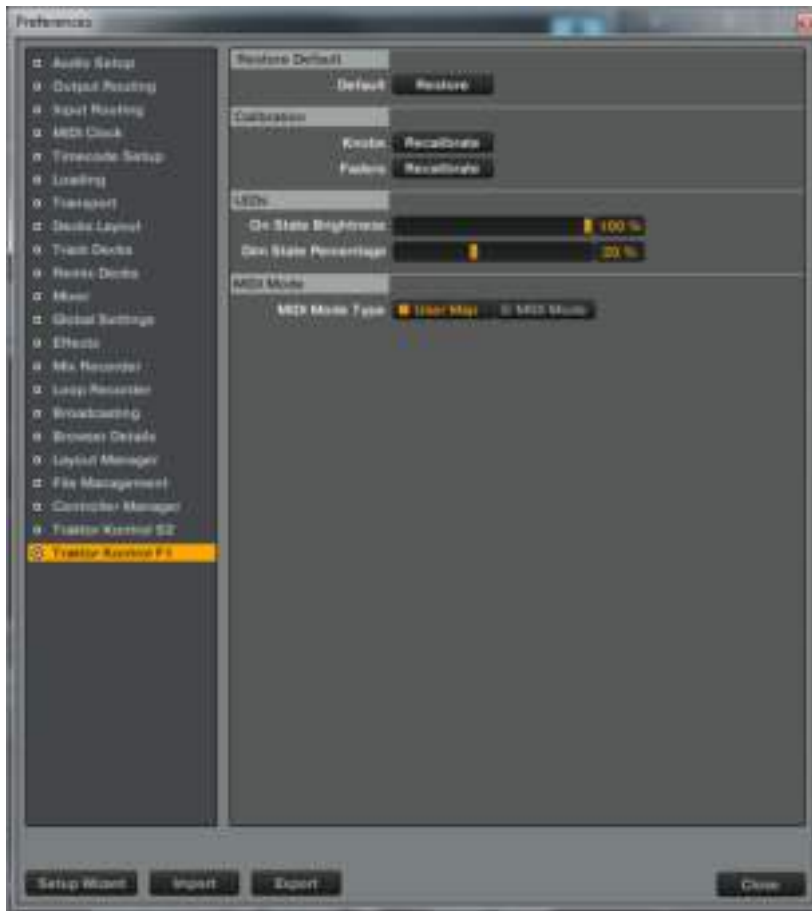 Preferences
Audio Setup
Output Routing
Input Routing
MIDI Clock
Timecode Setup
Loading
Transport
Decks Layout
Track Decks
Remix Decks
Mixer
Global Settings
Effects
Mix Recorder
Loop Recorder
Broadcasting
Browser Details
Layout Manager
File Management
Controller Manager
Traktor Kontrol S2
Traktor Kontrol F1
Restore Default
Default Restore
Calibration
Knobs Recalibrate
Faders Recalibrate
LEDs
On State Brightness 100 %
Dim State Percentage 20 %
MIDI Mode
MIDI Mode Type User Map MIDI Mode
Setup Wizard Import Export Close